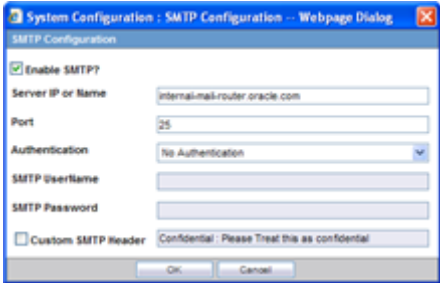 System Configuration : SMTP Configuration -- Webpage Dialog
SMTP Configuration
Enable SMTP?
Server IP or Name internal-mail-router.oracle.com
Port 25
Authentication No Authentication
SMTP UserName
SMTP Password
Custom SMTP Header Confidential : Please Treat this as confidential
OK Cancel